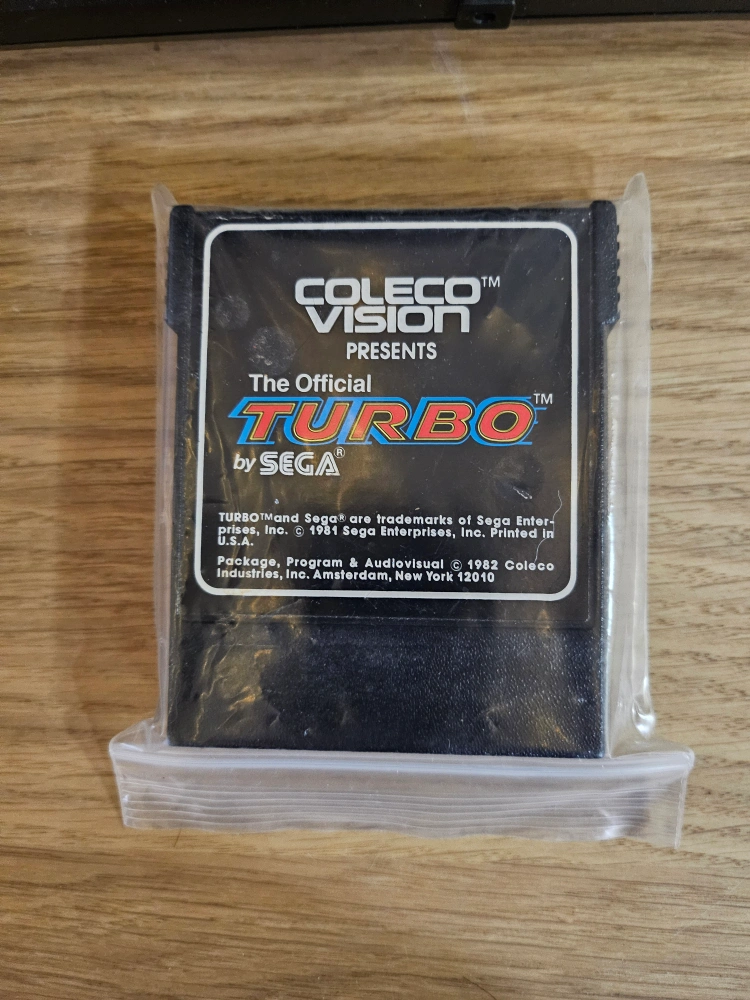 COLECO™
VISION
PRESENTS
The Official
TURBO™
by SEGA®
TURBO™and Sega® are trademarks of Sega Enter-
prises, Inc. © 1981 Sega Enterprises, Inc. Printed in
U.S.A.
Package, Program & Audiovisual © 1982 Coleco
Industries, Inc. Amsterdam, New York 12010